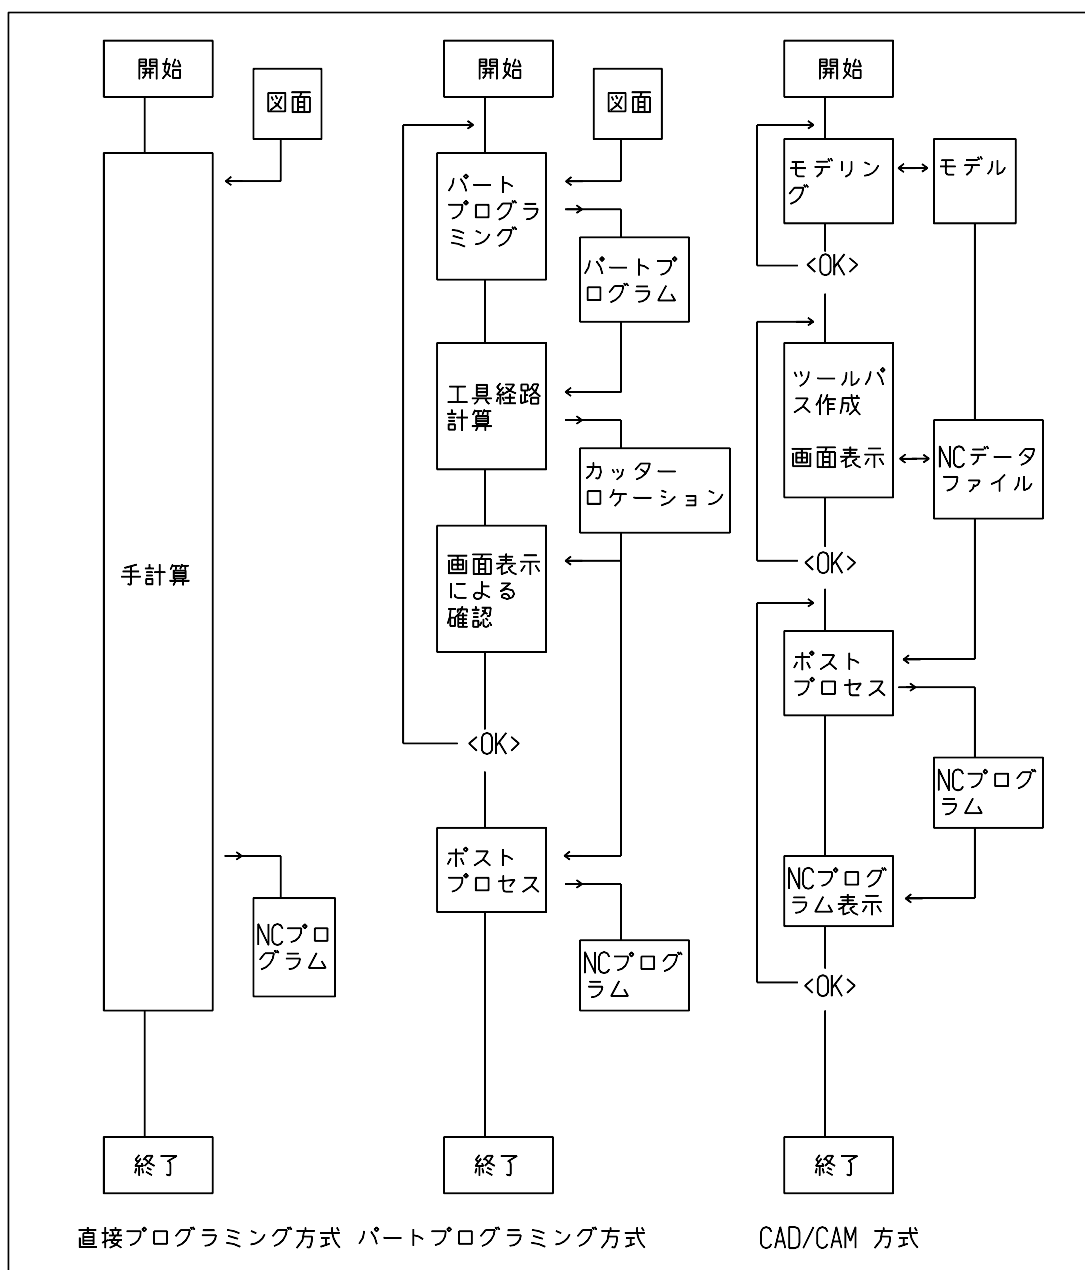 開始
図面
手計算
NCプロ
グラム
終了
直接プログラミング方式
開始
図面
パート
プログラ
ミング
パートプ
ログラム
工具経路
計算
カッター
ロケーション
画面表示
による
確認
<OK>
ポスト
プロセス
NCプログ
ラム
終了
パートプログラミング方式
開始
モデリン
グ
モデル
<OK>
ツールパ
ス作成
画面表示
NCデータ
ファイル
<OK>
ポスト
プロセス
NCプログ
ラム
NCプログ
ラム表示
<OK>
終了
CAD/CAM 方式